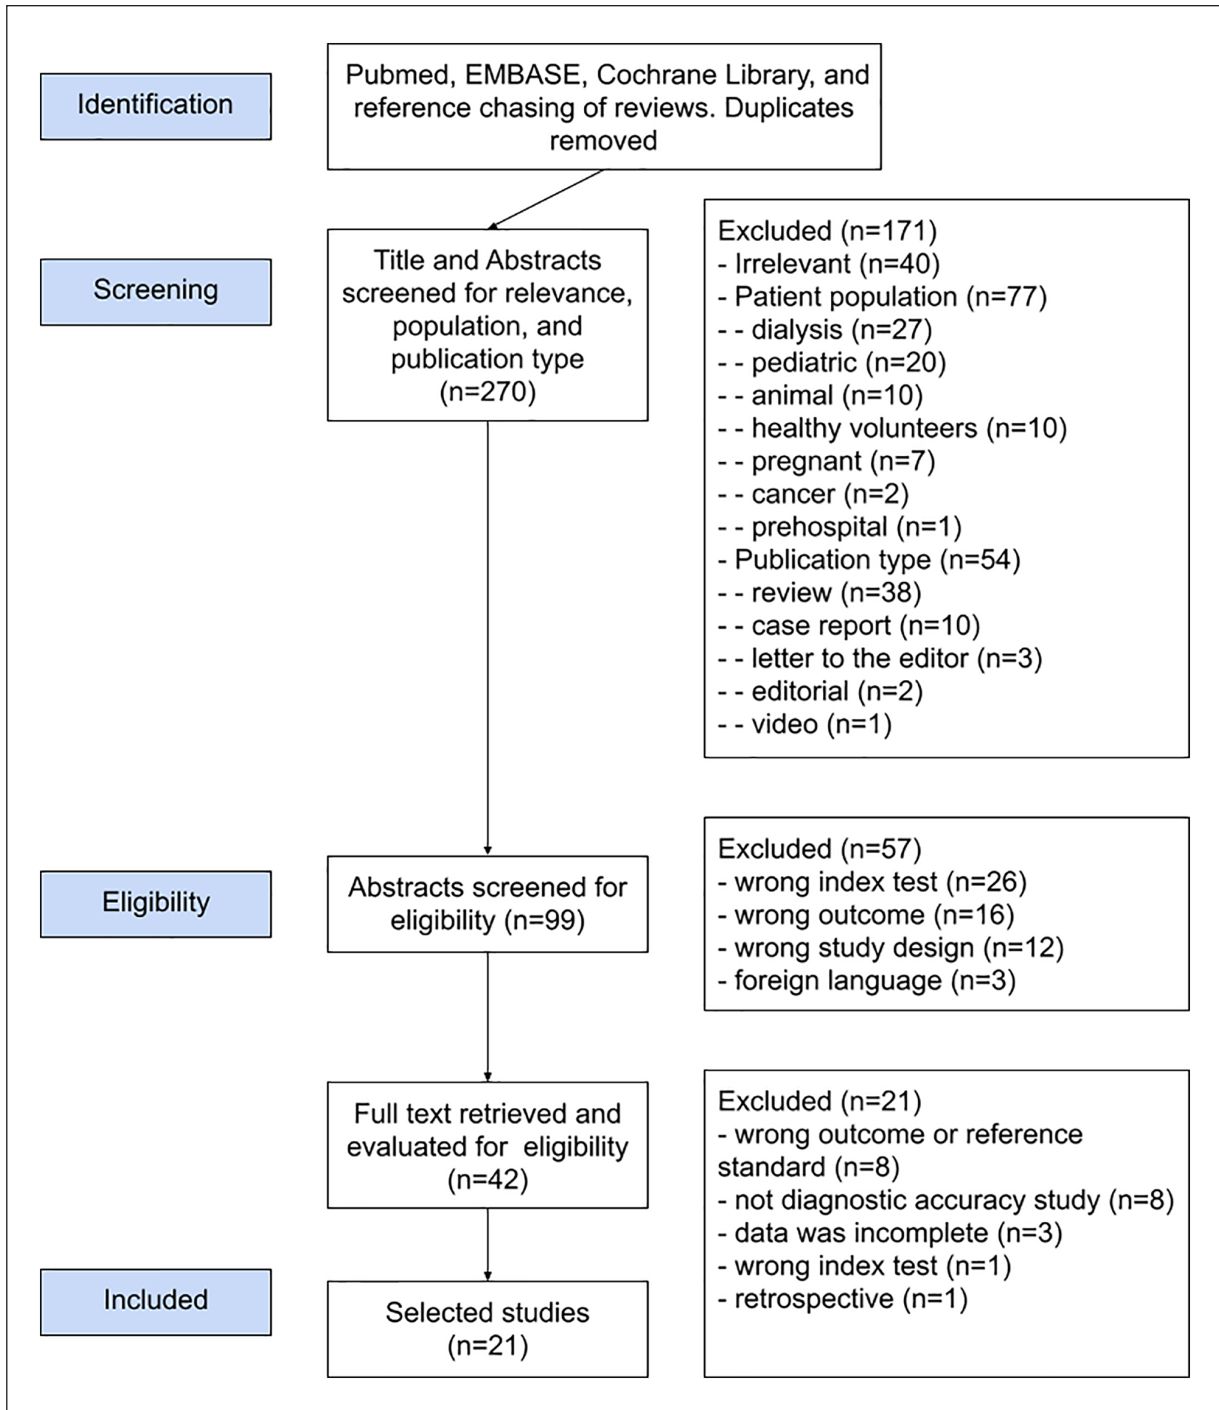 Identification
Pubmed, EMBASE, Cochrane Library, and
reference chasing of reviews. Duplicates
removed
Screening
Title and Abstracts
screened for relevance,
population, and
publication type
(n=270)
Excluded (n=171)
- Irrelevant (n=40)
- Patient population (n=77)
- - dialysis (n=27)
- - pediatric (n=20)
- - animal (n=10)
- - healthy volunteers (n=10)
- - pregnant (n=7)
- - cancer (n=2)
- - prehospital (n=1)
- Publication type (n=54)
- - review (n=38)
- - case report (n=10)
- - letter to the editor (n=3)
- - editorial (n=2)
- - video (n=1)
Eligibility
Abstracts screened for
eligibility (n=99)
Excluded (n=57)
- wrong index test (n=26)
- wrong outcome (n=16)
- wrong study design (n=12)
- foreign language (n=3)
Full text retrieved and
evaluated for eligibility
(n=42)
Excluded (n=21)
- wrong outcome or reference
standard (n=8)
- not diagnostic accuracy study (n=8)
- data was incomplete (n=3)
- wrong index test (n=1)
- retrospective (n=1)
Included
Selected studies
(n=21)